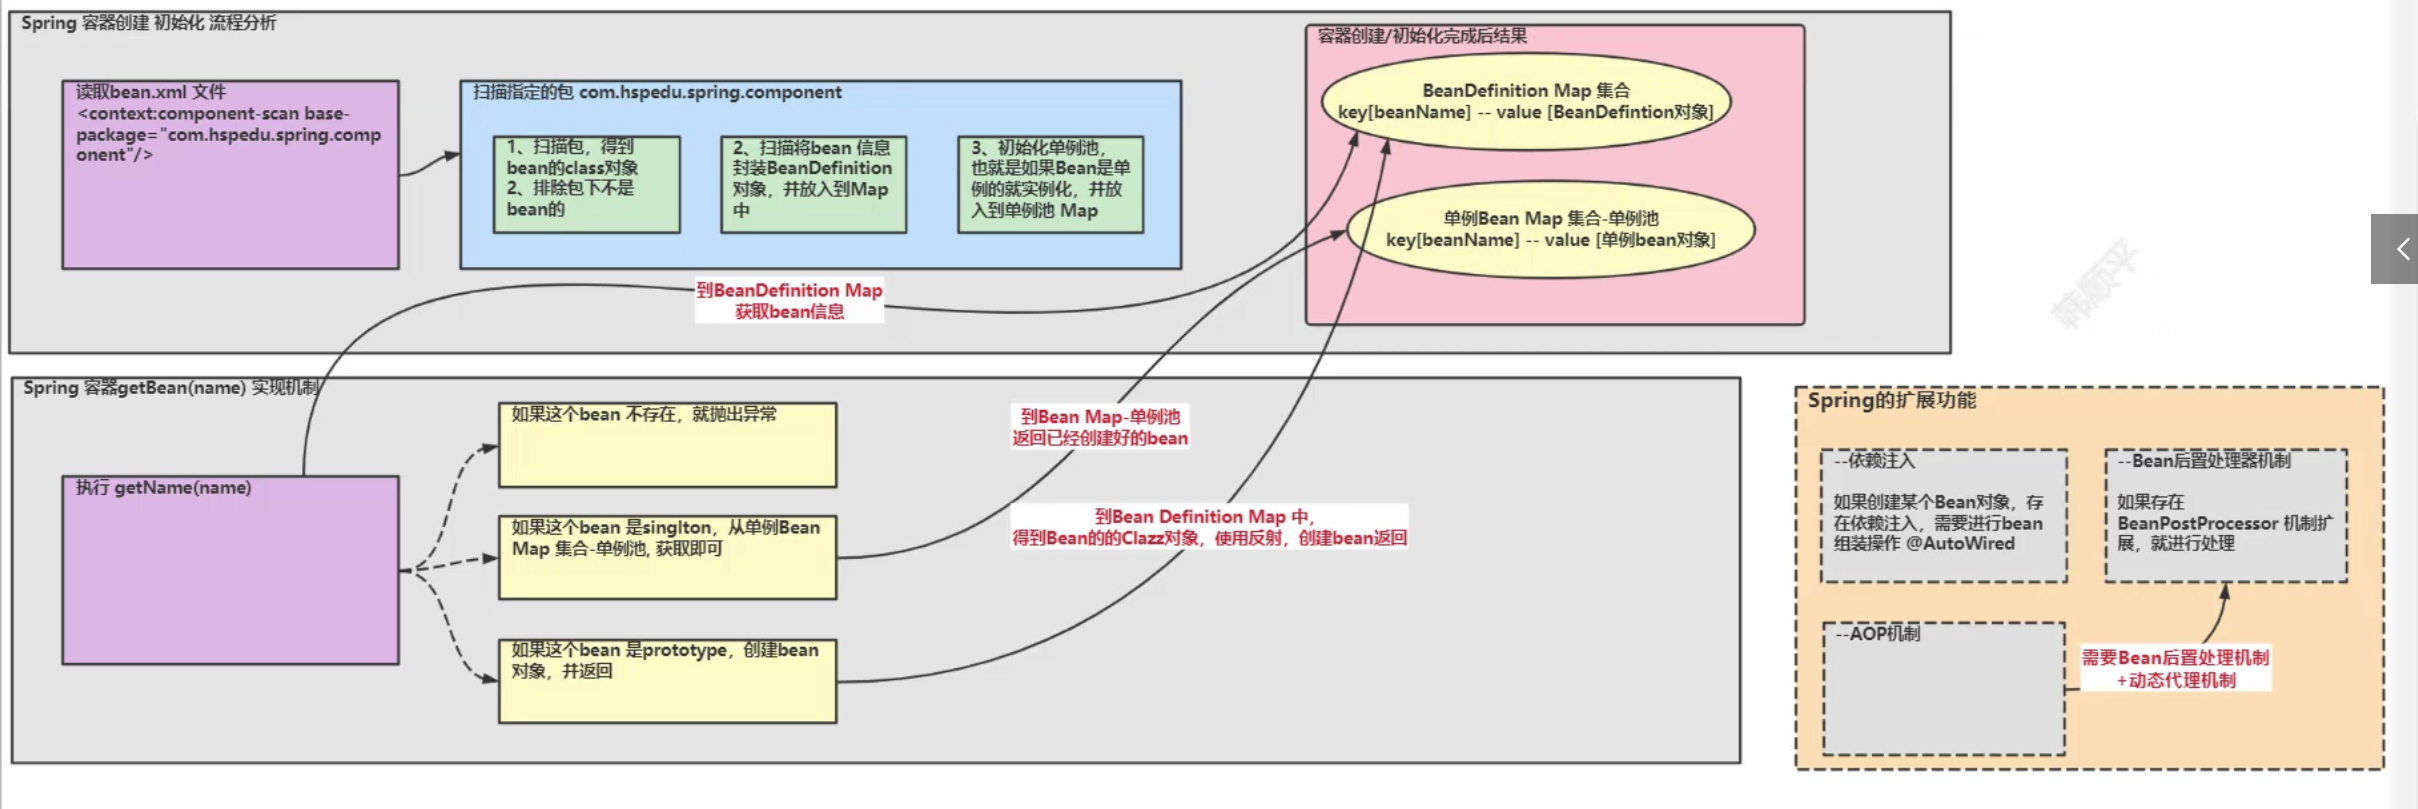 Spring 容器创建 初始化 流程分析
读取bean.xml 文件
<context:component-scan base-
package="com.hspedu.spring.comp
onent"/>
扫描指定的包 com.hspedu.spring.component
1、扫描包，得到
bean的class对象
2、排除包下不是
bean的
2、扫描将bean 信息
封装BeanDefinition
对象，并放入到Map
中
3、初始化单例池，
也就是如果Bean是单
例的就实例化，并放
入到单例池 Map
容器创建/初始化完成后结果
BeanDefinition Map 集合
key[beanName] -- value [BeanDefintion对象]
单例Bean Map 集合-单例池
key[beanName] -- value [单例bean对象]
到BeanDefinition Map
获取bean信息
韩顺平
Spring 容器getBean(name) 实现机制
执行 getName(name)
如果这个bean 不存在，就抛出异常
如果这个bean 是singlton，从单例Bean
Map 集合-单例池, 获取即可
如果这个bean 是prototype，创建bean
对象，并返回
到Bean Map-单例池
返回已经创建好的bean
到Bean Definition Map 中，
得到Bean的的Clazz对象，使用反射，创建bean返回
Spring的扩展功能
--依赖注入
如果创建某个Bean对象，存
在依赖注入，需要进行bean
组装操作 @AutoWired
--Bean后置处理器机制
如果存在
BeanPostProcessor 机制扩
展，就进行处理
--AOP机制
需要Bean后置处理机制
+动态代理机制